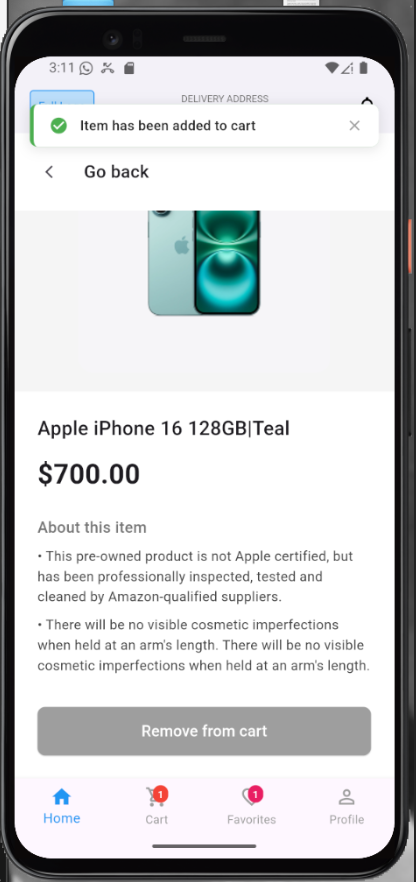 3:11
DELIVERY ADDRESS
Item has been added to cart
Go back
Apple iPhone 16 128GB|Teal
$700.00
About this item
• This pre-owned product is not Apple certified, but
has been professionally inspected, tested and
cleaned by Amazon-qualified suppliers.
• There will be no visible cosmetic imperfections
when held at an arm's length. There will be no visible
cosmetic imperfections when held at an arm's length.
Remove from cart
1
1
Home
Cart
Favorites
Profile